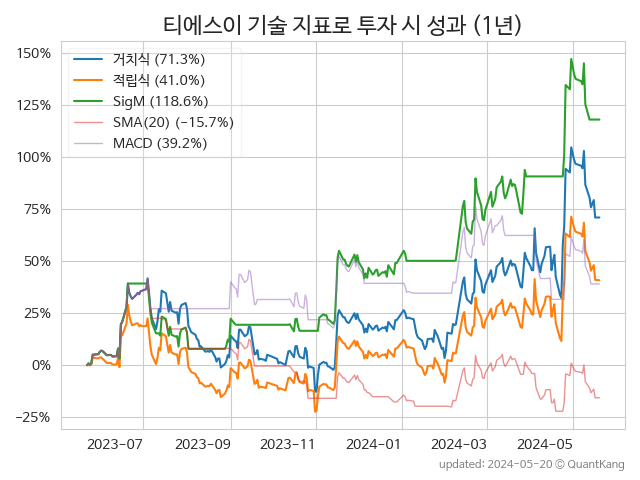 티에스이 기술 지표로 투자 시 성과 (1년)
150%
125%
100%
75%
50%
25%
0%
−25%
거치식 (71.3%)
적립식 (41.0%)
SigM (118.6%)
SMA(20) (-15.7%)
MACD (39.2%)
2023-07
2023-09
2023-11
2024-01
2024-03
2024-05
updated: 2024-05-20 © QuantKang